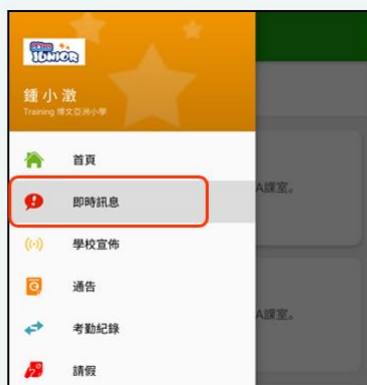 JUNIOR
鍾小澂
Training 博文亞洲小學
首頁
即時訊息
A課室。
學校宣佈
通告
考勤紀錄
A課室。
請假